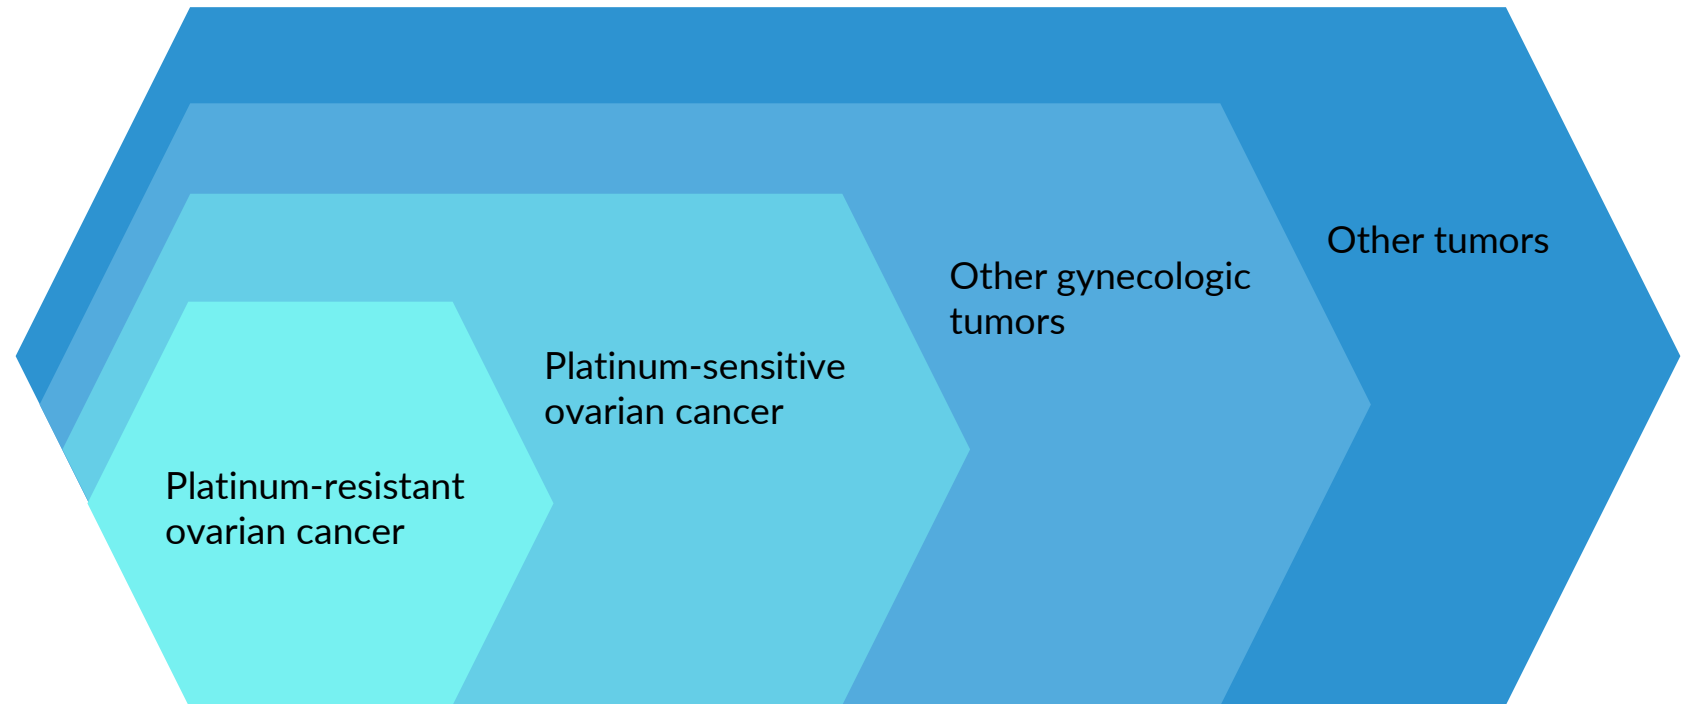 Platinum-resistant
ovarian cancer
Platinum-sensitive
ovarian cancer
Other gynecologic
tumors
Other tumors